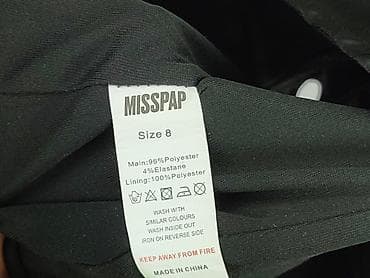 MISSPAP
Size 8
Main:96%Polyester
4%Elastane
Lining:100%Polyester
WASH WITH
SIMILAR COLOURS
WASH INSIDE OUT
IRON ON REVERSE SIDE
KEEP AWAY FROM FIRE
MADE IN CHINA